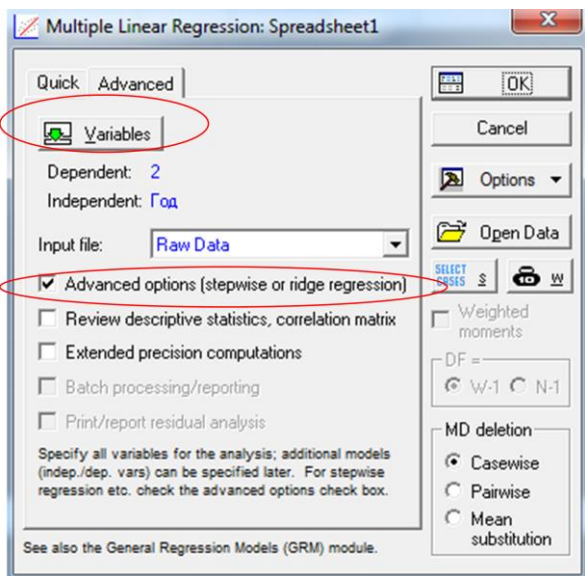 Multiple Linear Regression: Spreadsheet1
Quick Advanced
Variables
Dependent: 2
Independent: Год
Input file: Raw Data
Advanced options (stepwise or ridge regression)
Review descriptive statistics, correlation matrix
Extended precision computations
Batch processing/reporting
Print/report residual analysis
Specify all variables for the analysis; additional models
(indep./dep. vars) can be specified later. For stepwise
regression etc. check the advanced options check box.
See also the General Regression Models (GRM) module.
OK
Cancel
Options
Open Data
SELECT
CASES S W
Weighted
moments
DF =
W-1 N-1
MD deletion
Casewise
Pairwise
Mean
substitution